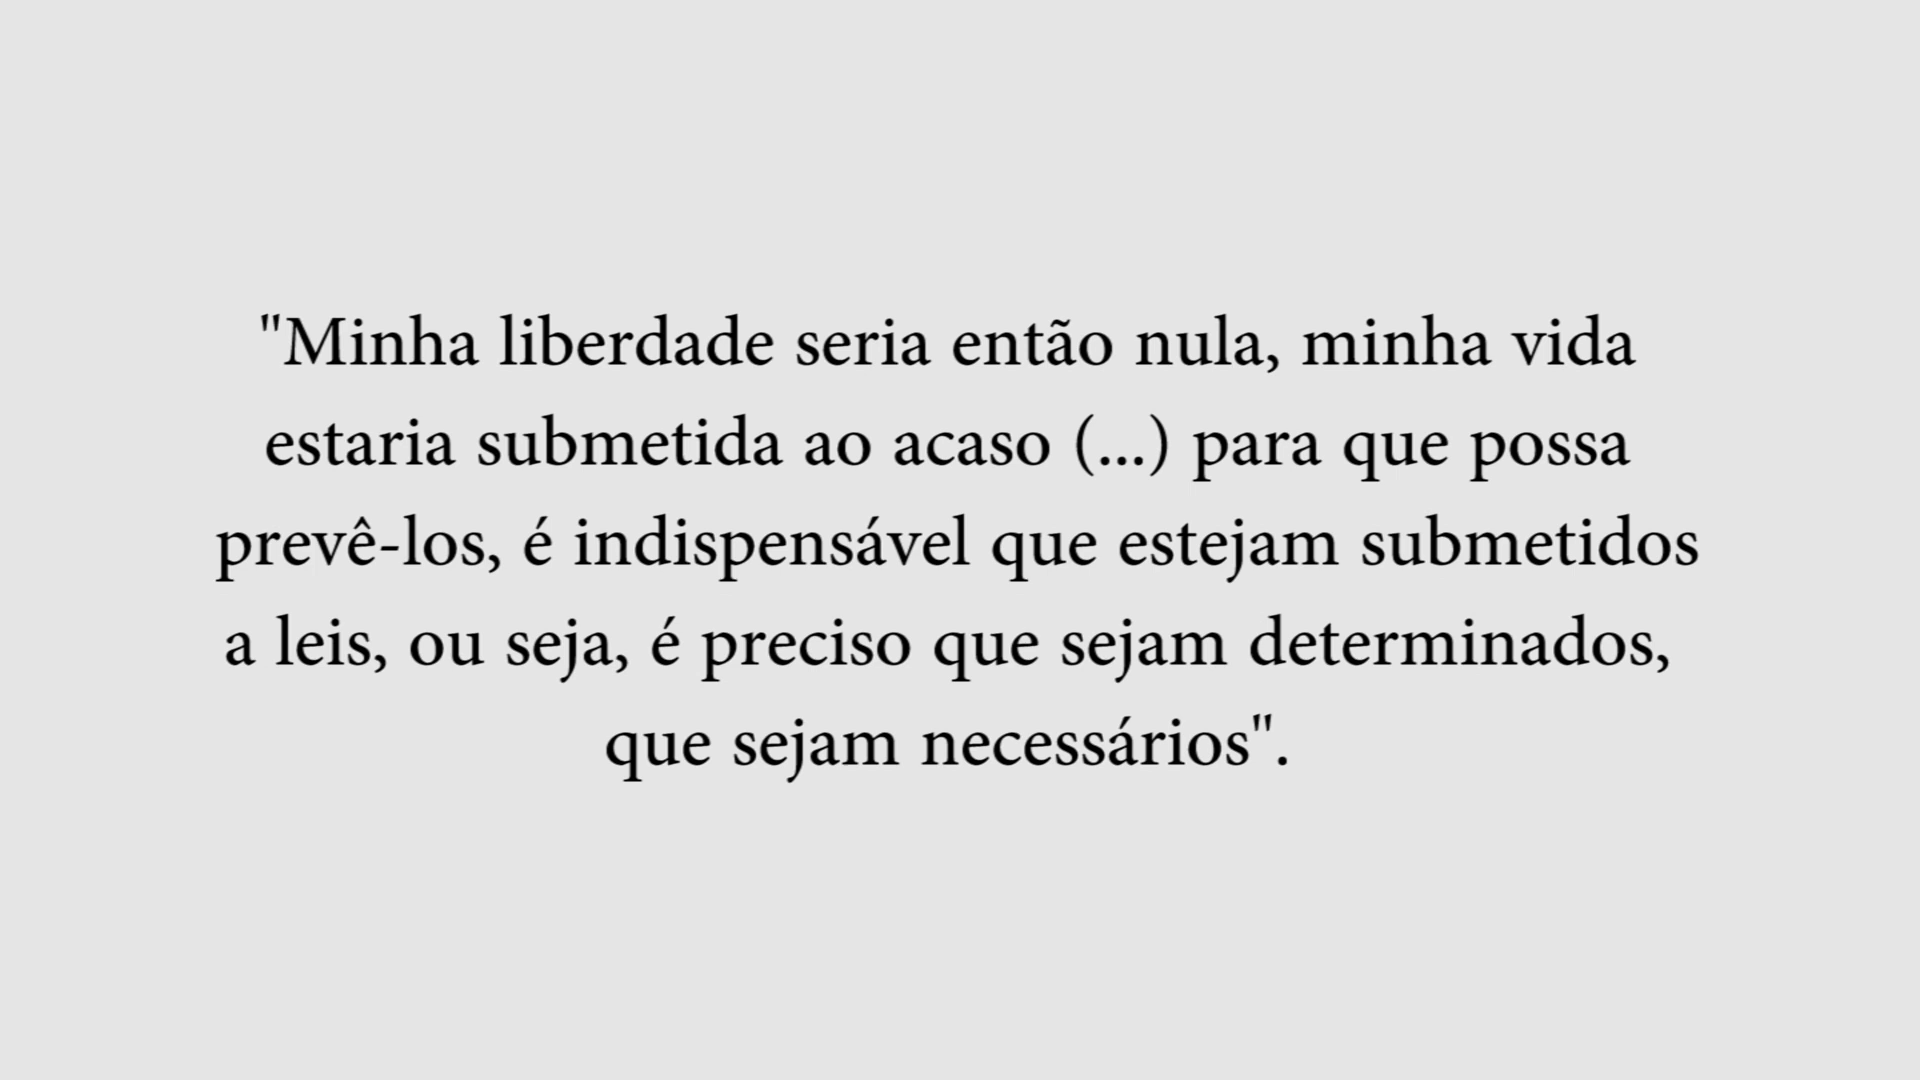 "Minha liberdade seria então nula, minha vida
estaria submetida ao acaso (...) para que possa
prevê-los, é indispensável que estejam submetidos
a leis, ou seja, é preciso que sejam determinados,
que sejam necessários".